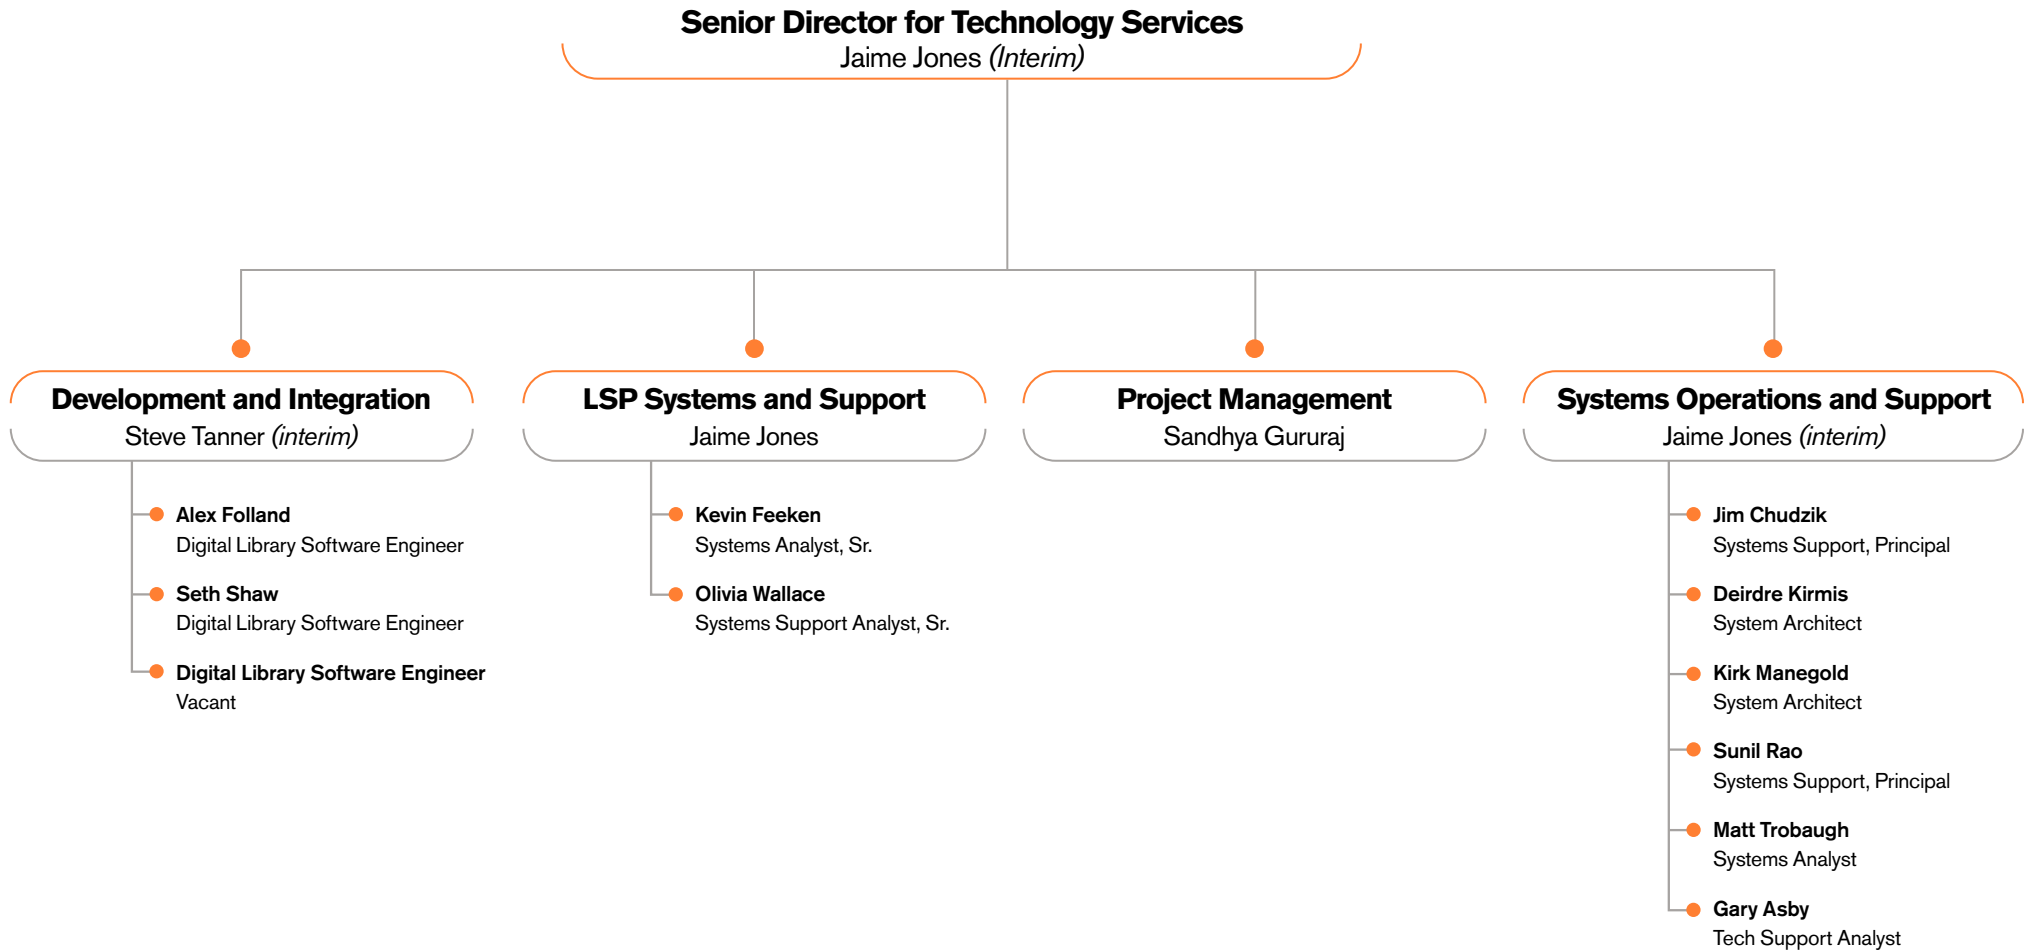 Senior Director for Technology Services
Jaime Jones (Interim)
Development and Integration
Steve Tanner (interim)
Alex Folland
Digital Library Software Engineer
Seth Shaw
Digital Library Software Engineer
Digital Library Software Engineer
Vacant
LSP Systems and Support
Jaime Jones
Kevin Feeken
Systems Analyst, Sr.
Olivia Wallace
Systems Support Analyst, Sr.
Project Management
Sandhya Gururaj
Systems Operations and Support
Jaime Jones (interim)
Jim Chudzik
Systems Support, Principal
Deirdre Kirmis
System Architect
Kirk Manegold
System Architect
Sunil Rao
Systems Support, Principal
Matt Trobaugh
Systems Analyst
Gary Asby
Tech Support Analyst